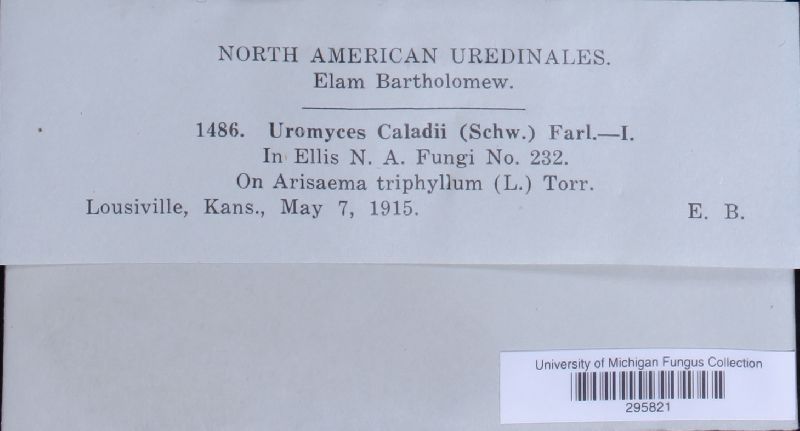 NORTH AMERICAN UREDINALES.
Elam Bartholomew.
1486. Uromyces Caladii (Schw.) Farl.—I.
In Ellis N. A. Fungi No. 232.
On Arisaema triphyllum (L.) Torr.
Lousiville, Kans., May 7, 1915. E. B.
University of Michigan Fungus Collection
295821